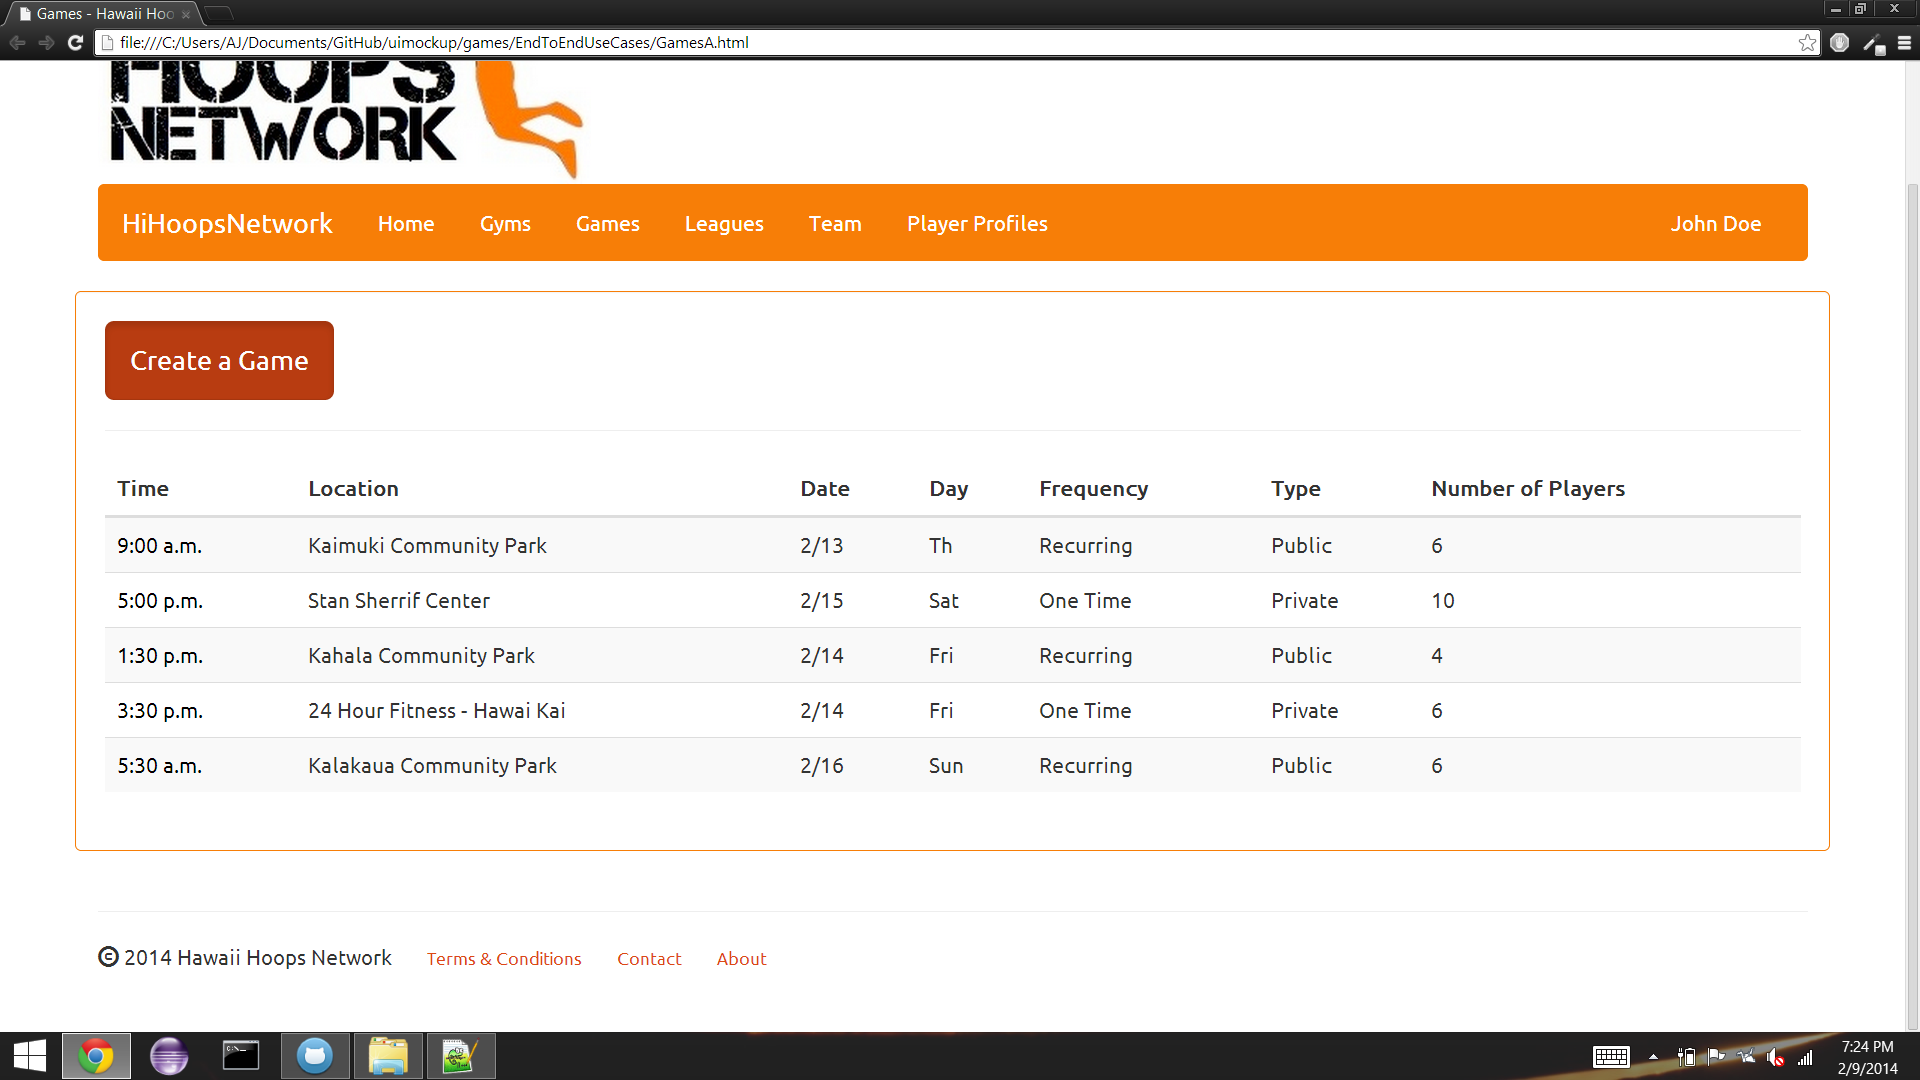 Games - Hawaii Hoo
file:///C:/Users/AJ/Documents/GitHub/uimockup/games/EndToEndUseCases/GamesA.html
HOOPS
NETWORK
HiHoopsNetwork Home Gyms Games Leagues Team Player Profiles John Doe
Create a Game
Time Location Date Day Frequency Type Number of Players
9:00 a.m. Kaimuki Community Park 2/13 Th Recurring Public 6
5:00 p.m. Stan Sherrif Center 2/15 Sat One Time Private 10
1:30 p.m. Kahala Community Park 2/14 Fri Recurring Public 4
3:30 p.m. 24 Hour Fitness - Hawai Kai 2/14 Fri One Time Private 6
5:30 a.m. Kalakaua Community Park 2/16 Sun Recurring Public 6
© 2014 Hawaii Hoops Network Terms & Conditions Contact About
7:24 PM
2/9/2014